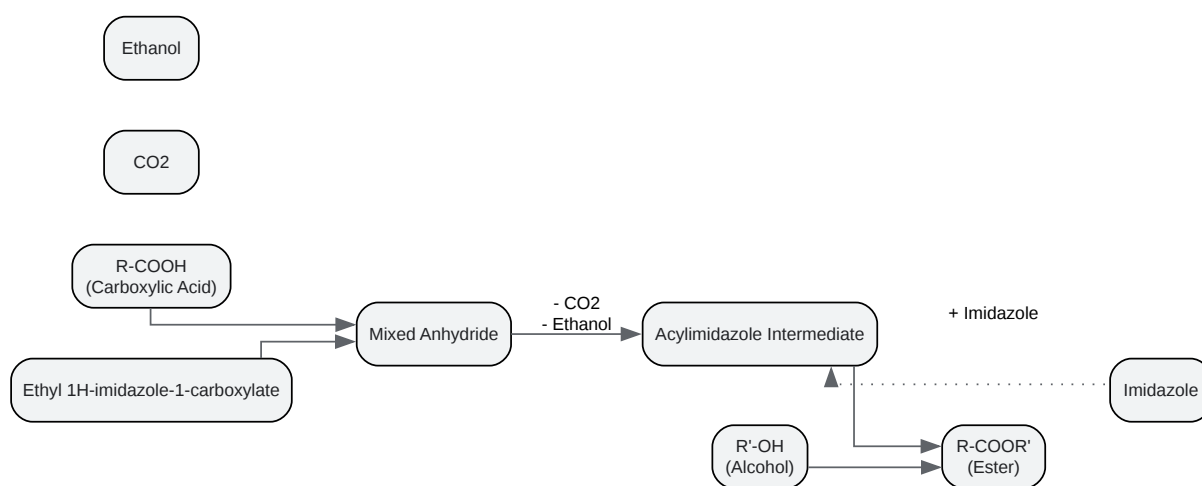 Ethanol
CO2
R-COOH
(Carboxylic Acid)
- CO2
- Ethanol
+ Imidazole
Mixed Anhydride
Acylimidazole Intermediate
Ethyl 1H-imidazole-1-carboxylate
Imidazole
R'-OH
(Alcohol)
R-COOR'
(Ester)